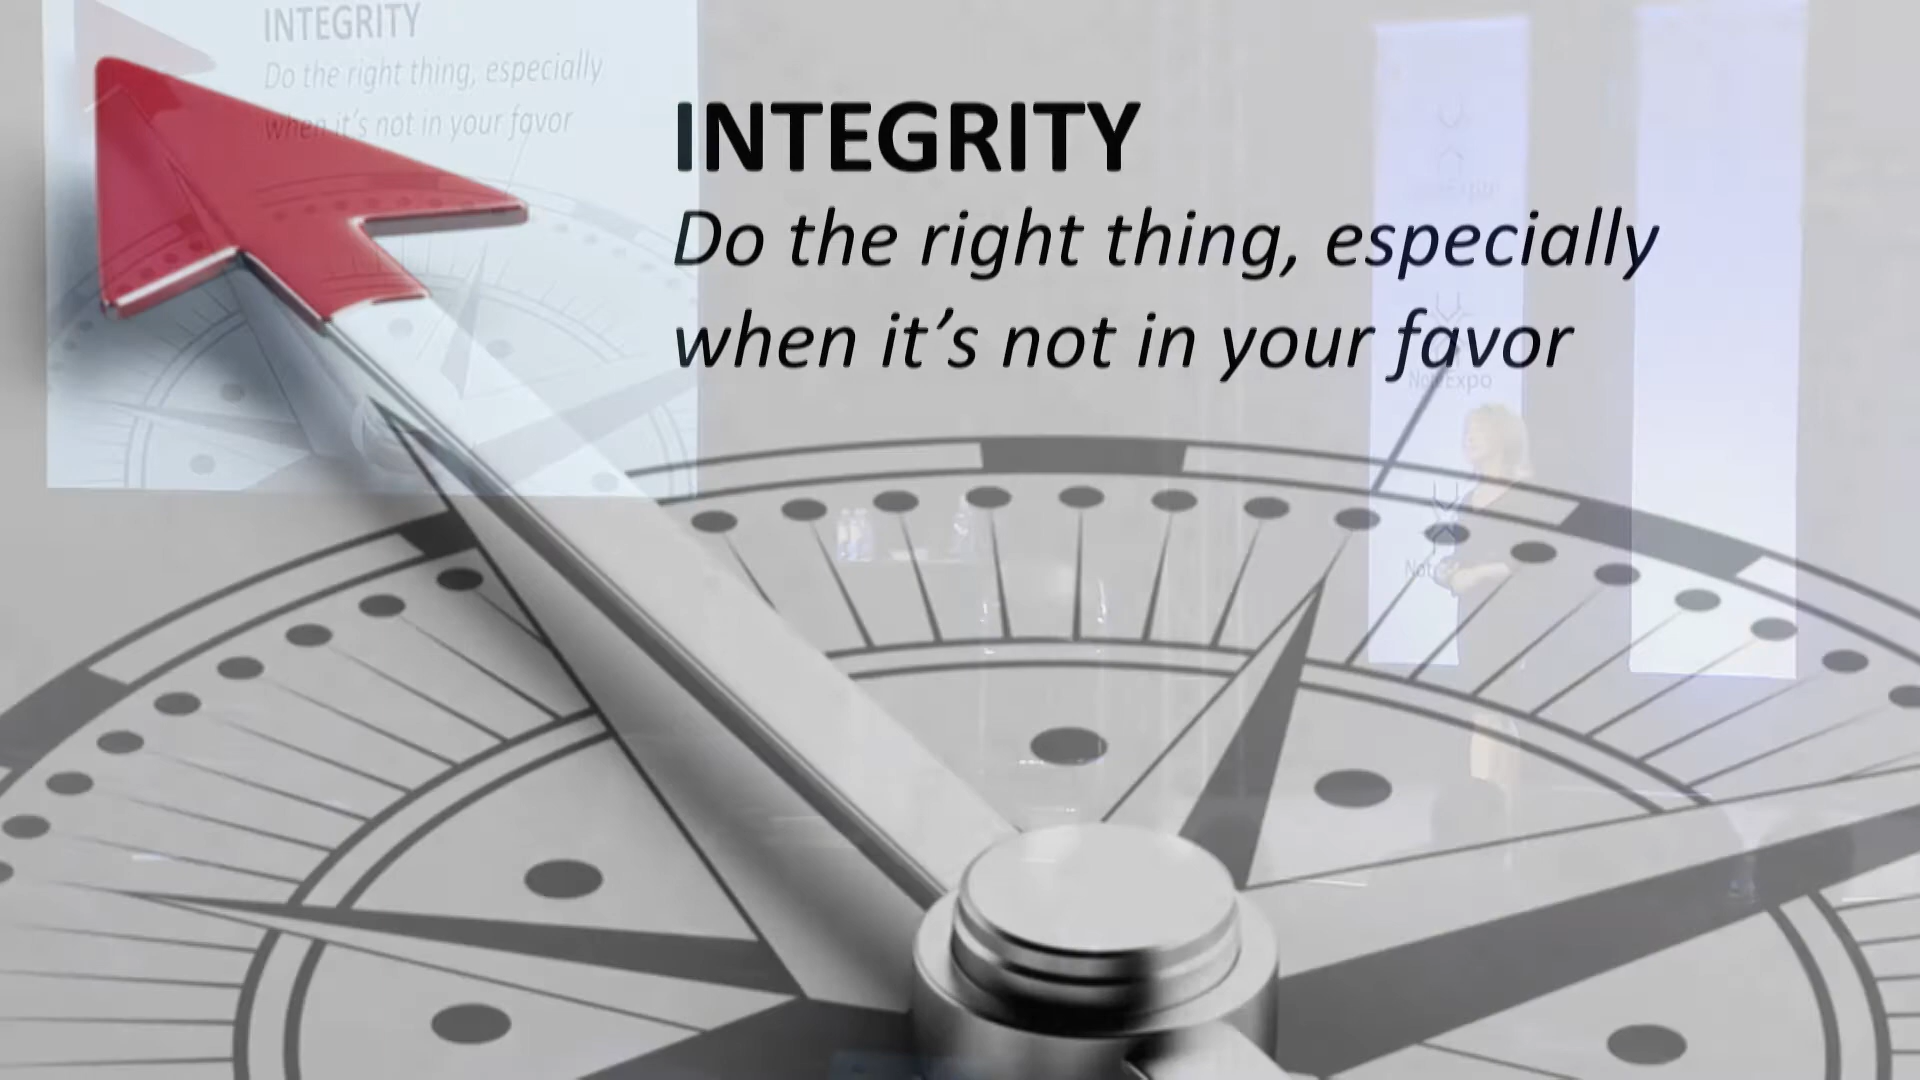 INTEGRITY
Do the right thing, especially
when it's not in your favor
INTEGRITY
Do the right thing, especially
when it’s not in your favor
Expo